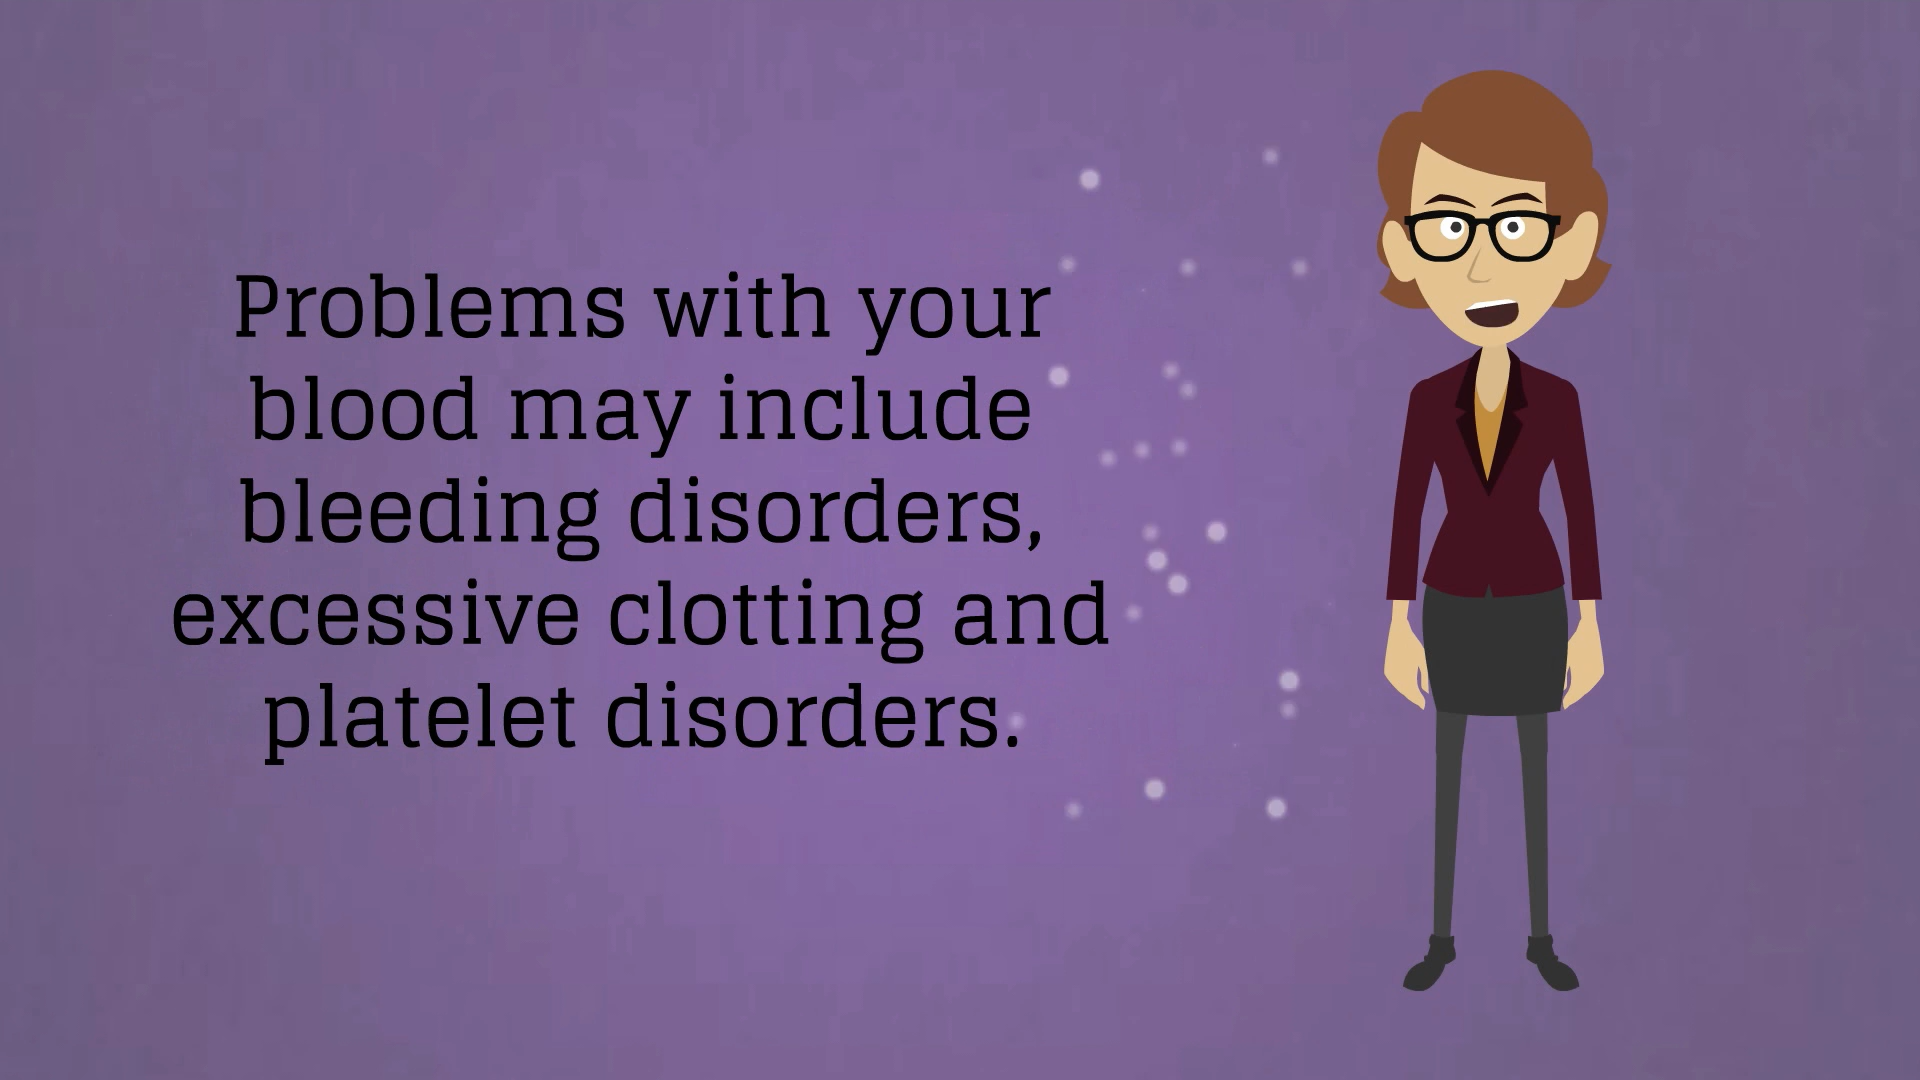 Problems with your
blood may include
bleeding disorders,
excessive clotting and
platelet disorders.